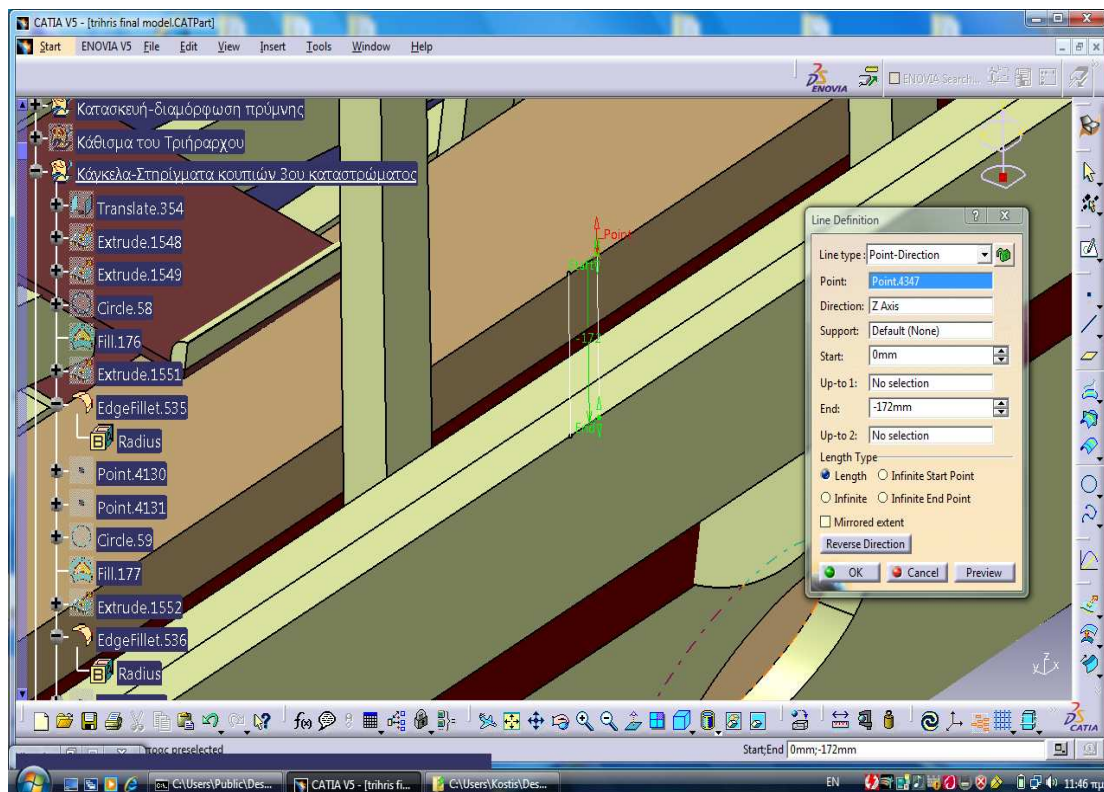 CATIA V5 - [trihris final model.CATPart]
Start ENOVIA V5 File Edit View Insert Tools Window Help
ENOVIA
ENOVIA Search...
Κατασκευή-διαμόρφωση πρύμνης
Κάθισμα του Τριήραρχου
Κάγκελα-Στηρίγματα κουπιών 3ου καταστρώματος
Translate.354
Extrude.1548
Extrude.1549
Circle.58
Fill.176
Extrude.1551
EdgeFillet.535
Radius
Point.4130
Point.4131
Circle.59
Fill.177
Extrude.1552
EdgeFillet.536
Radius
Point
Start
-172
End
Line Definition
Line type : Point-Direction
Point: Point.4347
Direction: Z Axis
Support: Default (None)
Start: 0mm
Up-to 1: No selection
End: -172mm
Up-to 2: No selection
Length Type
Length Infinite Start Point
Infinite Infinite End Point
Mirrored extent
Reverse Direction
OK Cancel Preview
z
y x
f(x)
CATIA
preselected
Start;End 0mm;-172mm
C:\Users\Public\Des... CATIA V5 - [trihris fi... C:\Users\Kostis\Des... EN 11:46 πμ